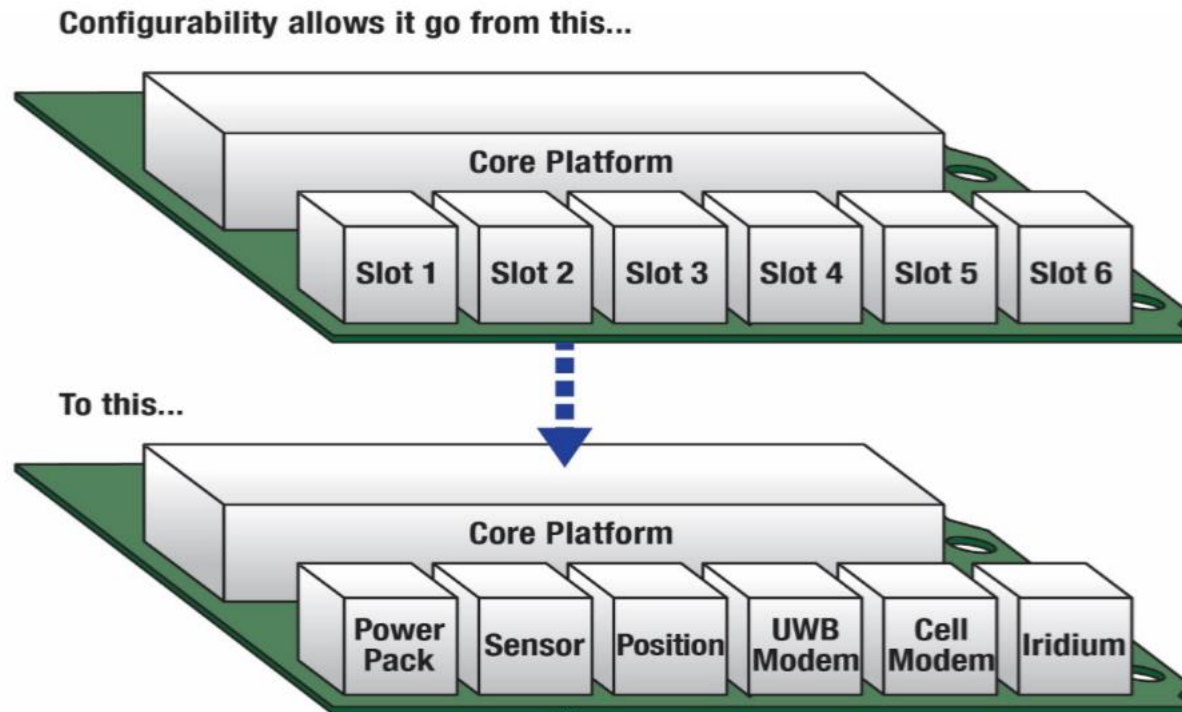 Configurability allows it go from this...
Core Platform
Slot 1
Slot 2
Slot 3
Slot 4
Slot 5
Slot 6
To this...
Core Platform
Power
Pack
Sensor
Position
UWB
Modem
Cell
Modem
Iridium